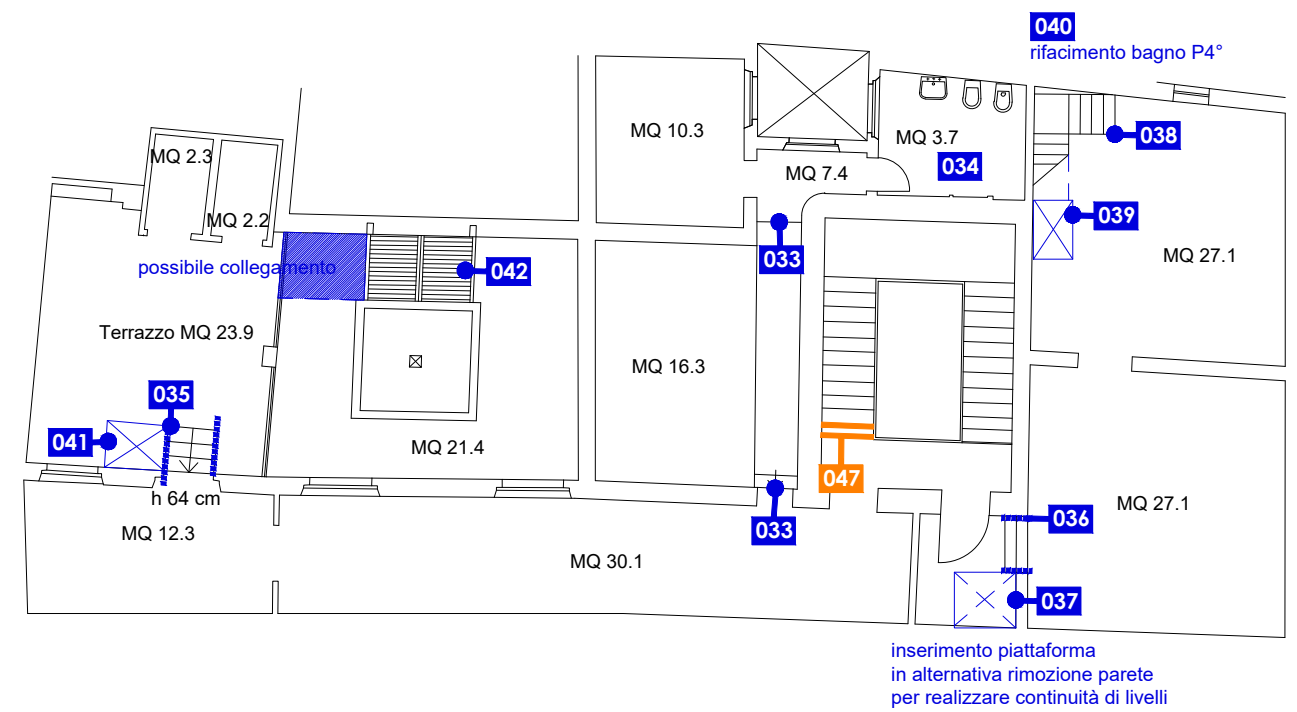 040
rifacimento bagno P4°
MQ 10.3
MQ 3.7
038
MQ 2.3
034
MQ 7.4
039
MQ 2.2
033
MQ 27.1
possibile collegamento
042
Terrazzo MQ 23.9
MQ 16.3
035
041
MQ 21.4
047
h 64 cm
MQ 27.1
MQ 12.3
033
036
MQ 30.1
037
inserimento piattaforma
in alternativa rimozione parete
per realizzare continuità di livelli